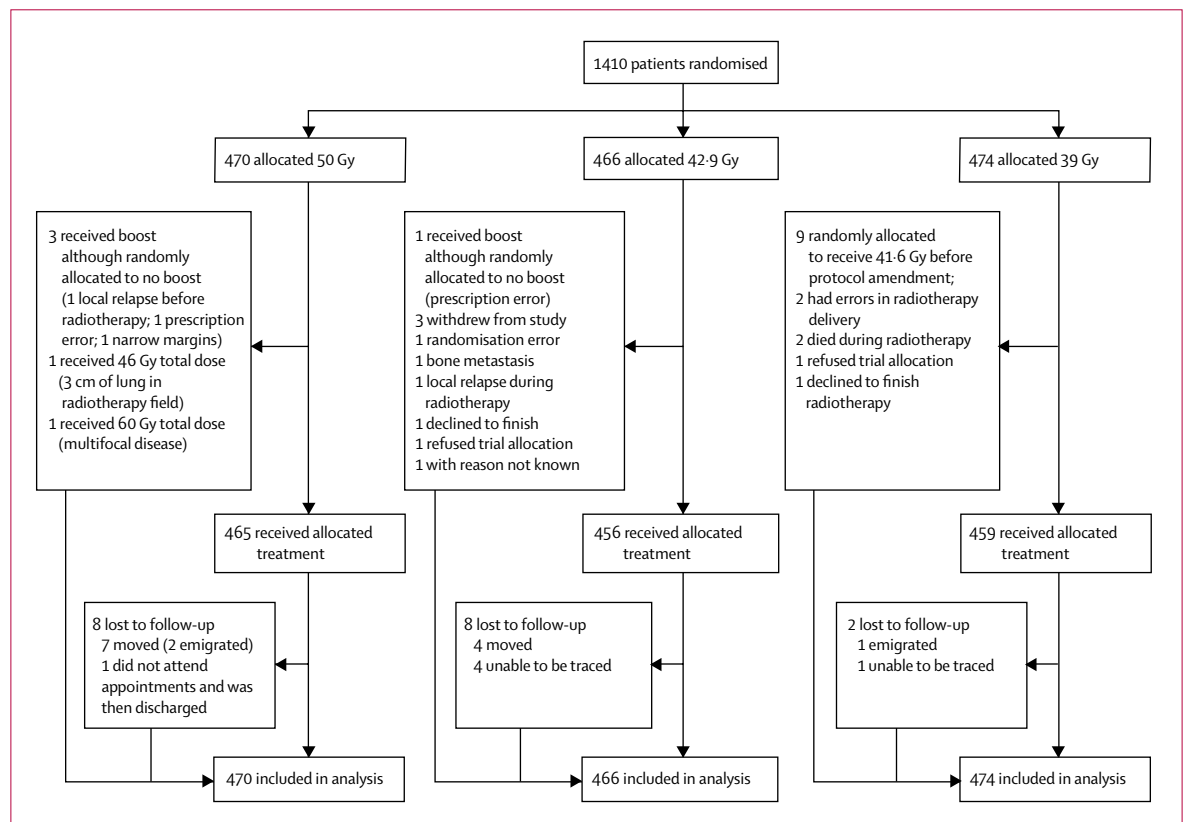 1410 patients randomised
470 allocated 50 Gy
466 allocated 42·9 Gy
474 allocated 39 Gy
3 received boost
although randomly
allocated to no boost
(1 local relapse before
radiotherapy; 1 prescription
error; 1 narrow margins)
1 received 46 Gy total dose
(3 cm of lung in
radiotherapy field)
1 received 60 Gy total dose
(multifocal disease)
1 received boost
although randomly
allocated to no boost
(prescription error)
3 withdrew from study
1 randomisation error
1 bone metastasis
1 local relapse during
radiotherapy
1 declined to finish
1 refused trial allocation
1 with reason not known
9 randomly allocated
to receive 41·6 Gy before
protocol amendment;
2 had errors in radiotherapy
delivery
2 died during radiotherapy
1 refused trial allocation
1 declined to finish
radiotherapy
465 received allocated
treatment
456 received allocated
treatment
459 received allocated
treatment
8 lost to follow-up
7 moved (2 emigrated)
1 did not attend
appointments and was
then discharged
8 lost to follow-up
4 moved
4 unable to be traced
2 lost to follow-up
1 emigrated
1 unable to be traced
470 included in analysis
466 included in analysis
474 included in analysis